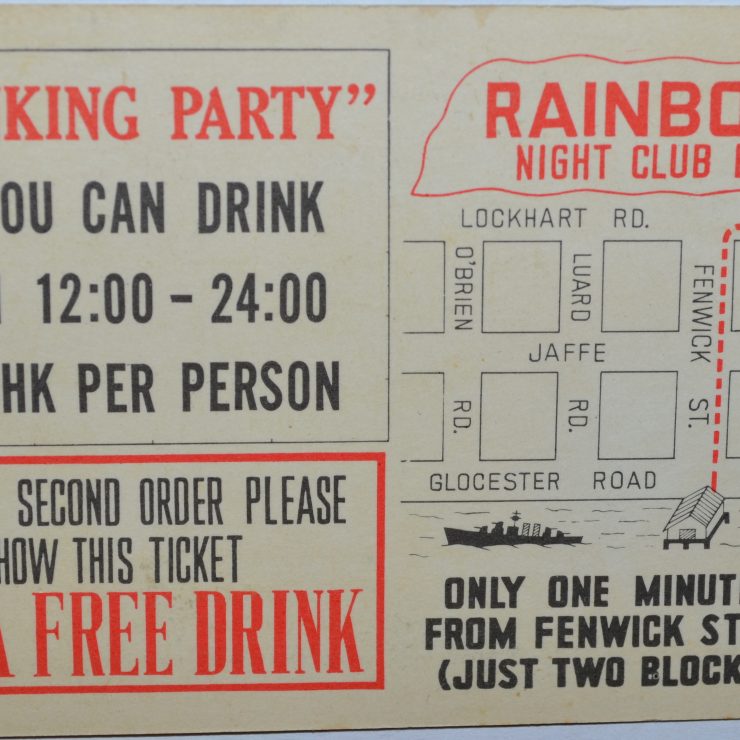 KING PARTY”
OU CAN DRINK
12:00 – 24:00
HK PER PERSON
SECOND ORDER PLEASE
HOW THIS TICKET
FREE DRINK
RAINBO
NIGHT CLUB
LOCKHART RD.
O'BRIEN
LUARD
FENWICK
JAFFE
RD.
RD.
ST.
GLOCESTER ROAD
ONLY ONE MINUT
FROM FENWICK ST
(JUST TWO BLOCK